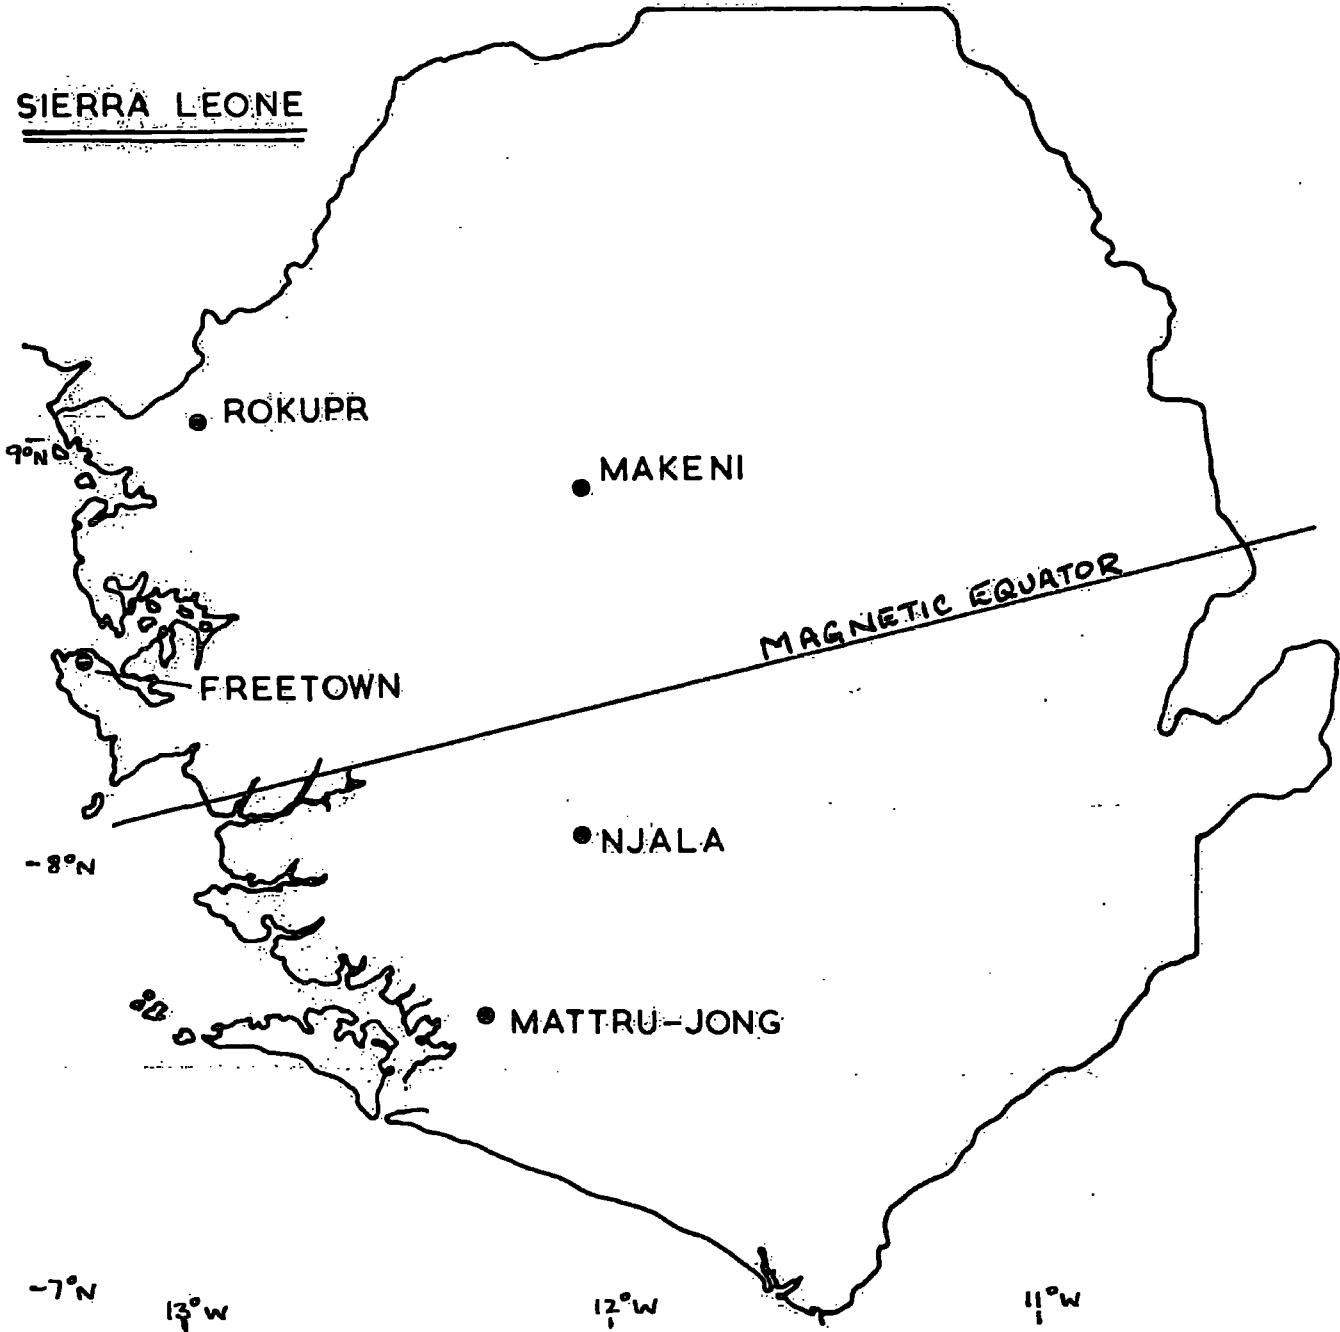 SIERRA LEONE
ROKUPR
9°N
MAKENI
MAGNETIC EQUATOR
FREETOWN
NJALA
-8°N
MATTRU-JONG
-7°N
13°W
12°W
11°W